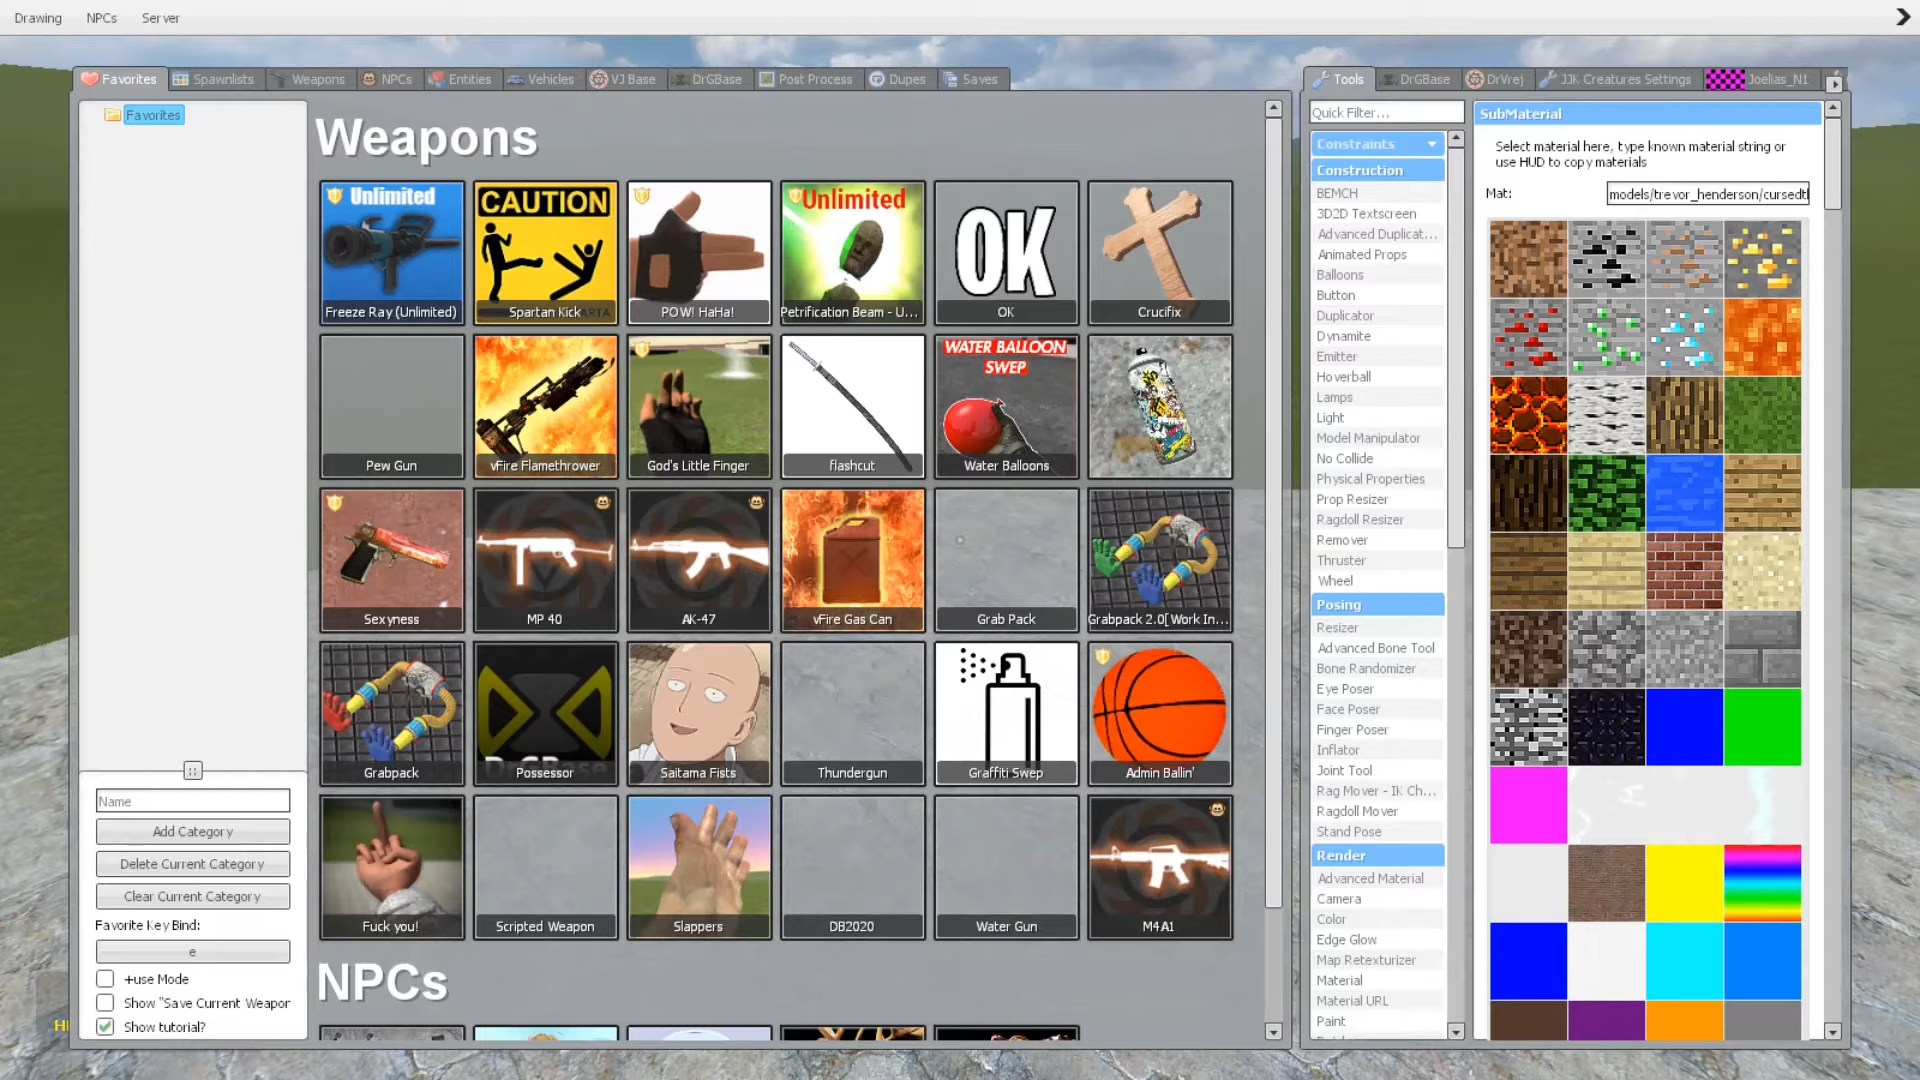 Drawing NPCs Server
Favorites Spawnlists Weapons NPCs Entities Vehicles VJ Base DrGBase Post Process Dupes Saves
Tools DrGBase DrVrej JJK Creatures Settings Joelias_N1
Favorites
Name
Add Category
Delete Current Category
Clear Current Category
Favorite Key Bind:
e
+use Mode
Show "Save Current Weapor
Show tutorial?
Weapons
Unlimited
Freeze Ray (Unlimited)
CAUTION
Spartan Kick
POW! HaHa!
Unlimited
Petrification Beam - U...
OK
OK
Crucifix
Pew Gun
vFire Flamethrower
God's Little Finger
flashcut
WATER BALLOON
SWEP
Water Balloons
Sexyness
MP 40
AK-47
vFire Gas Can
Grab Pack
Grabpack 2.0[Work In...
Grabpack
Possessor
Saitama Fists
Thundergun
Graffiti Swep
Admin Ballin'
Fuck you!
Scripted Weapon
Slappers
DB2020
Water Gun
M4A1
NPCs
Quick Filter...
Constraints
Construction
BEMCH
3D2D Textscreen
Advanced Duplicat...
Animated Props
Balloons
Button
Duplicator
Dynamite
Emitter
Hoverball
Lamps
Light
Model Manipulator
No Collide
Physical Properties
Prop Resizer
Ragdoll Resizer
Remover
Thruster
Wheel
Posing
Resizer
Advanced Bone Tool
Bone Randomizer
Eye Poser
Face Poser
Finger Poser
Inflator
Joint Tool
Rag Mover - IK Ch...
Ragdoll Mover
Stand Pose
Render
Advanced Material
Camera
Color
Edge Glow
Map Retexturizer
Material
Material URL
Paint
SubMaterial
Select material here, type known material string or
use HUD to copy materials
Mat: models/trevor_henderson/cursedt